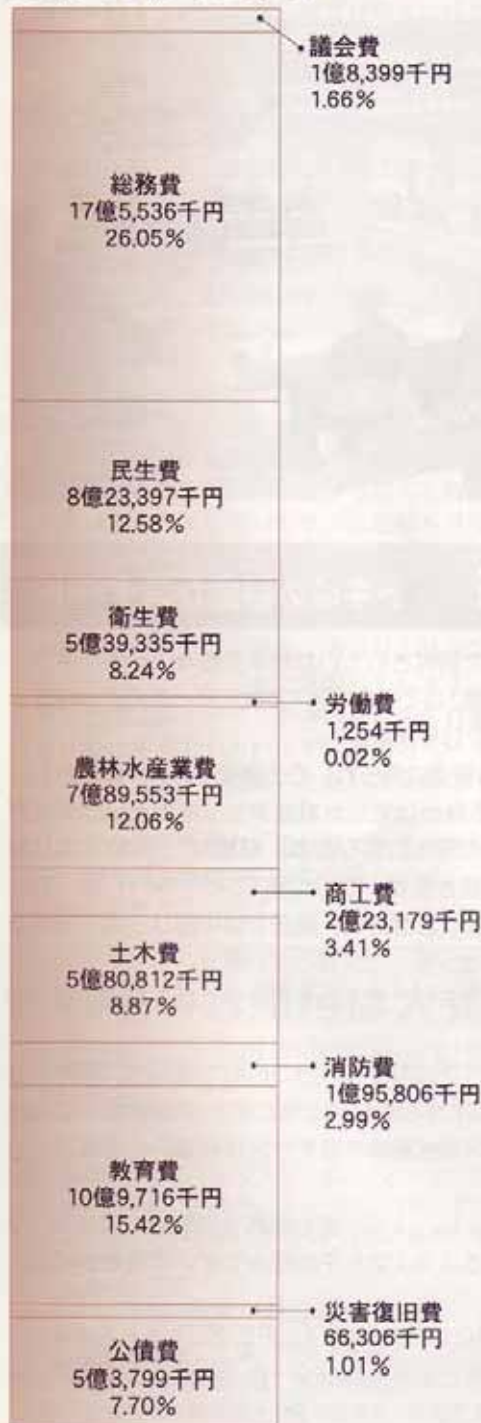 議会費
1億8,399千円
1.66%
総務費
17億5,536千円
26.05%
民生費
8億23,397千円
12.58%
衛生費
5億39,335千円
8.24%
労働費
1,254千円
0.02%
農林水産業費
7億89,553千円
12.06%
商工費
2億23,179千円
3.41%
土木費
5億80,812千円
8.87%
消防費
1億95,806千円
2.99%
教育費
10億9,716千円
15.42%
災害復旧費
66,306千円
1.01%
公債費
5億3,799千円
7.70%